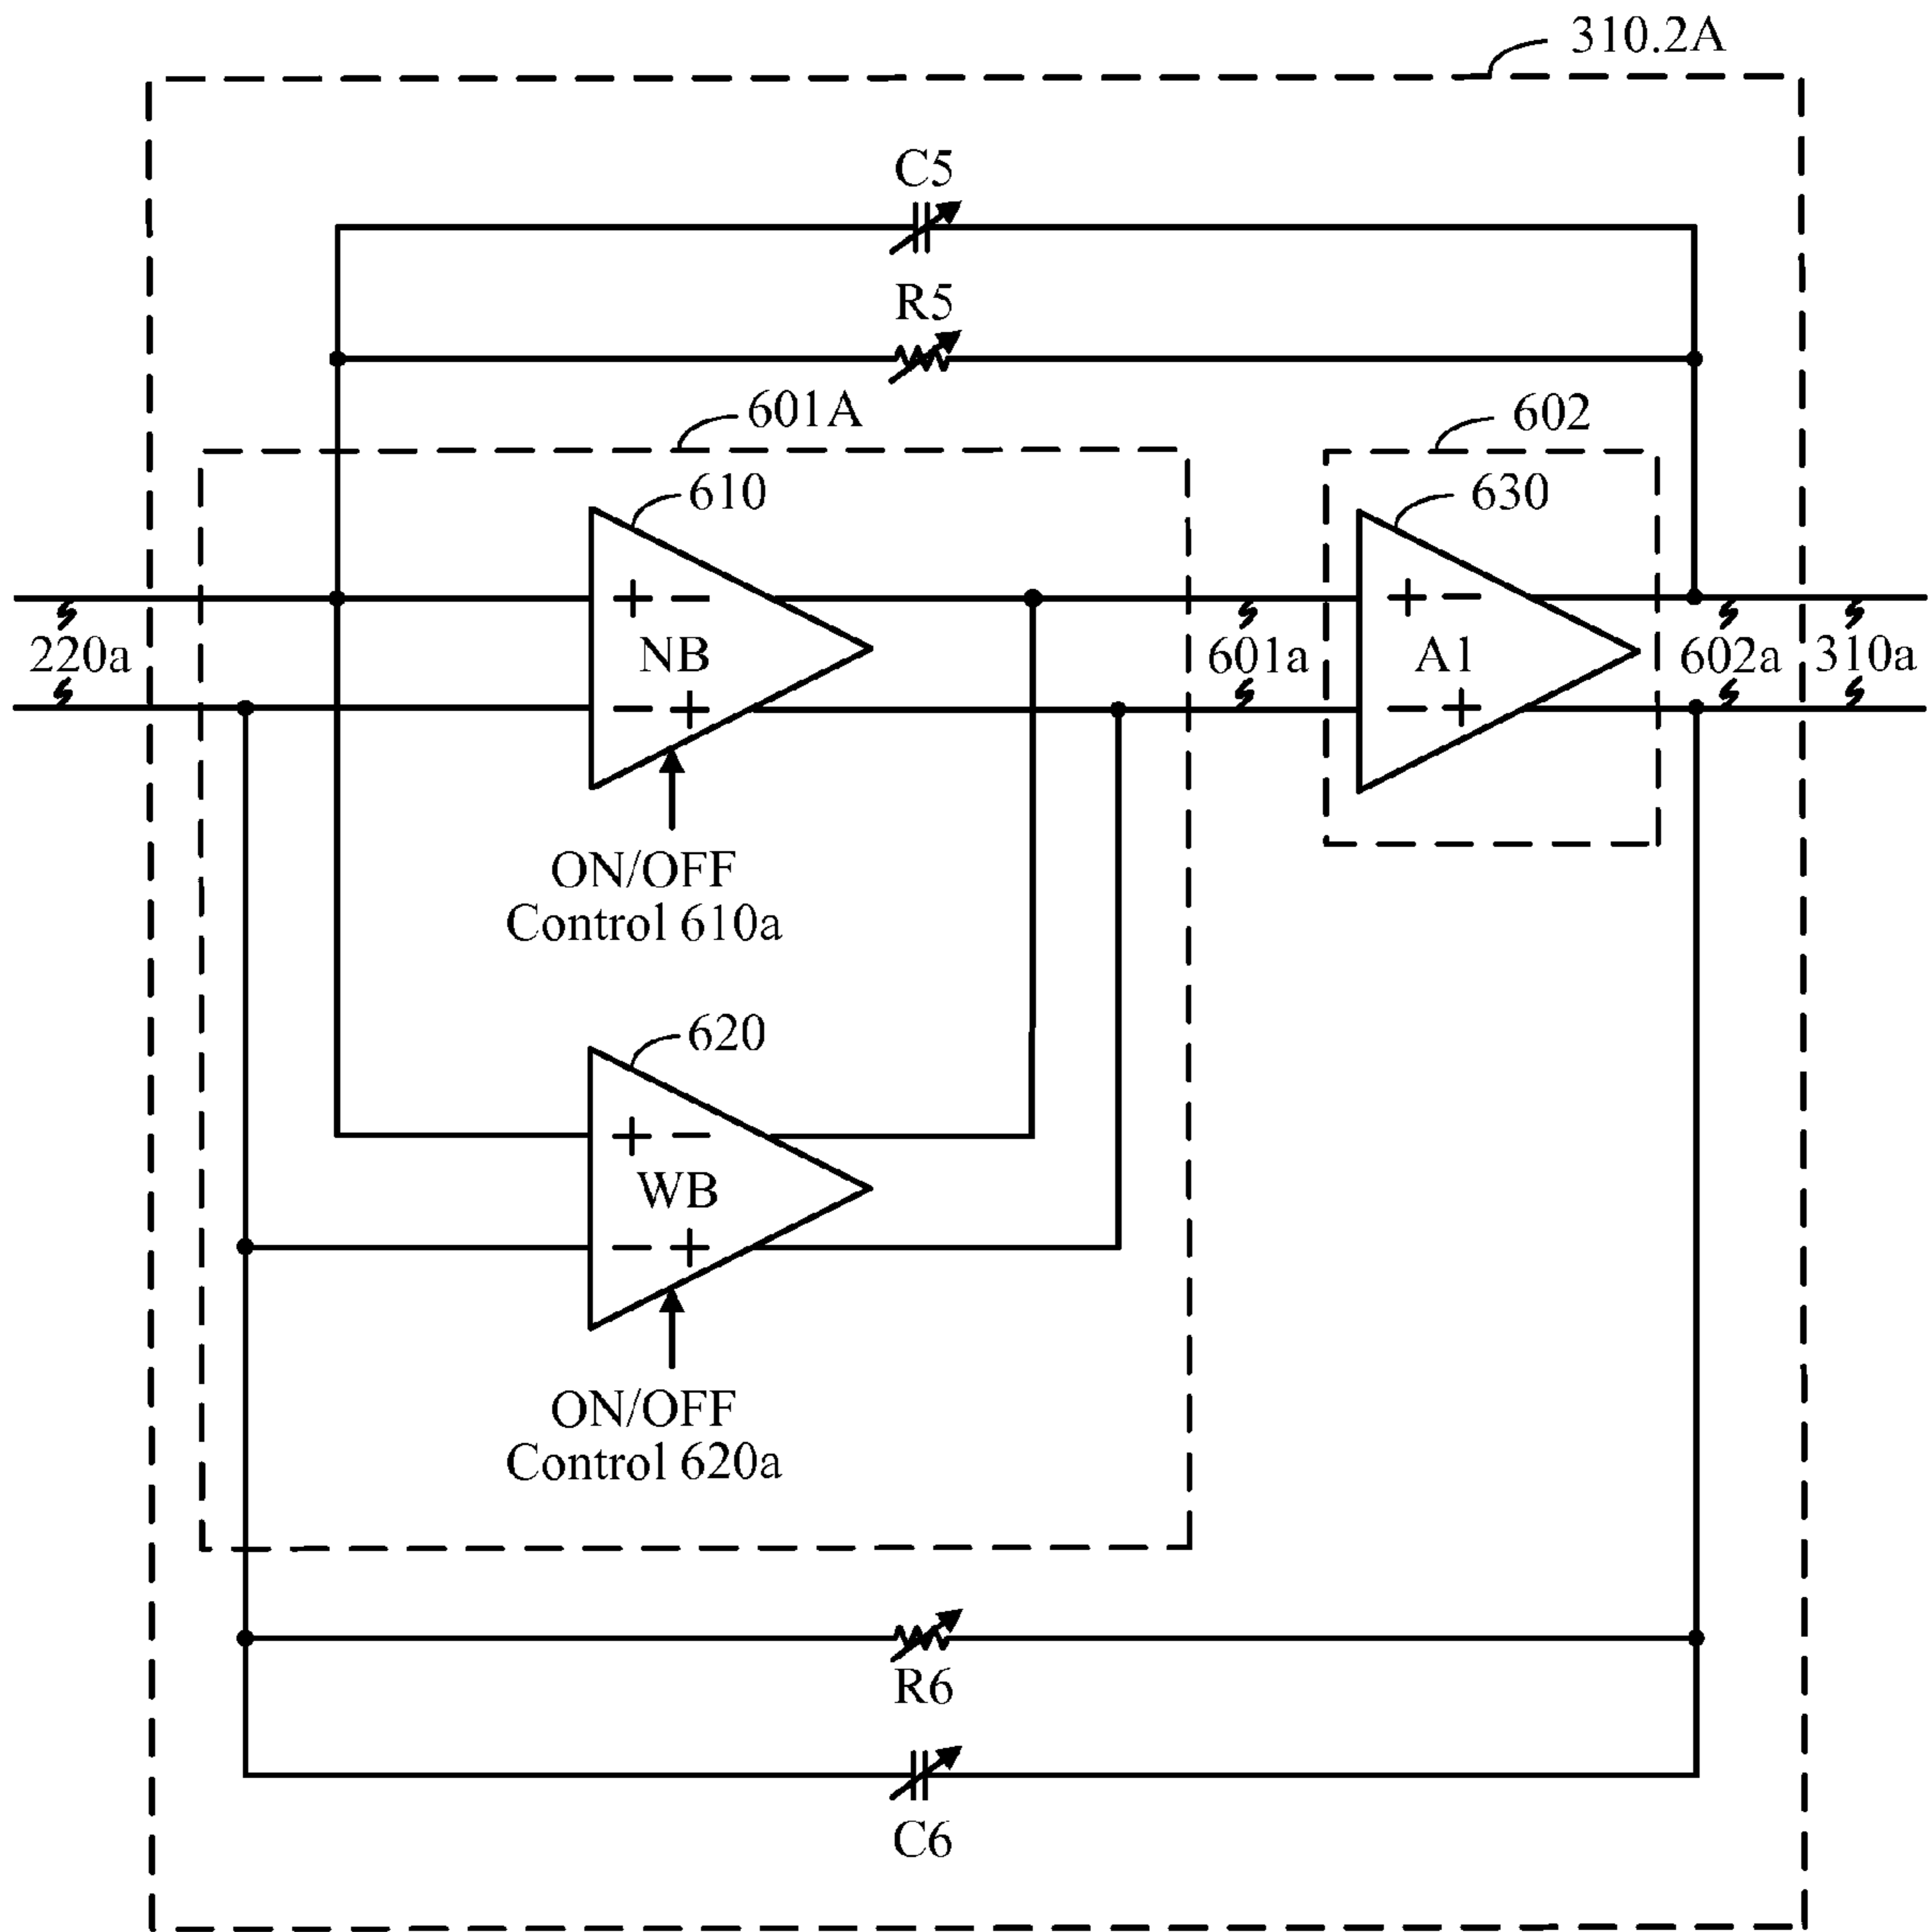 310.2A
C5
R5
601A
602
610
630
+ −
+ −
220a
NB
601a
A1
602a
310a
− +
− +
ON/OFF
Control 610a
620
+ −
WB
− +
ON/OFF
Control 620a
R6
C6